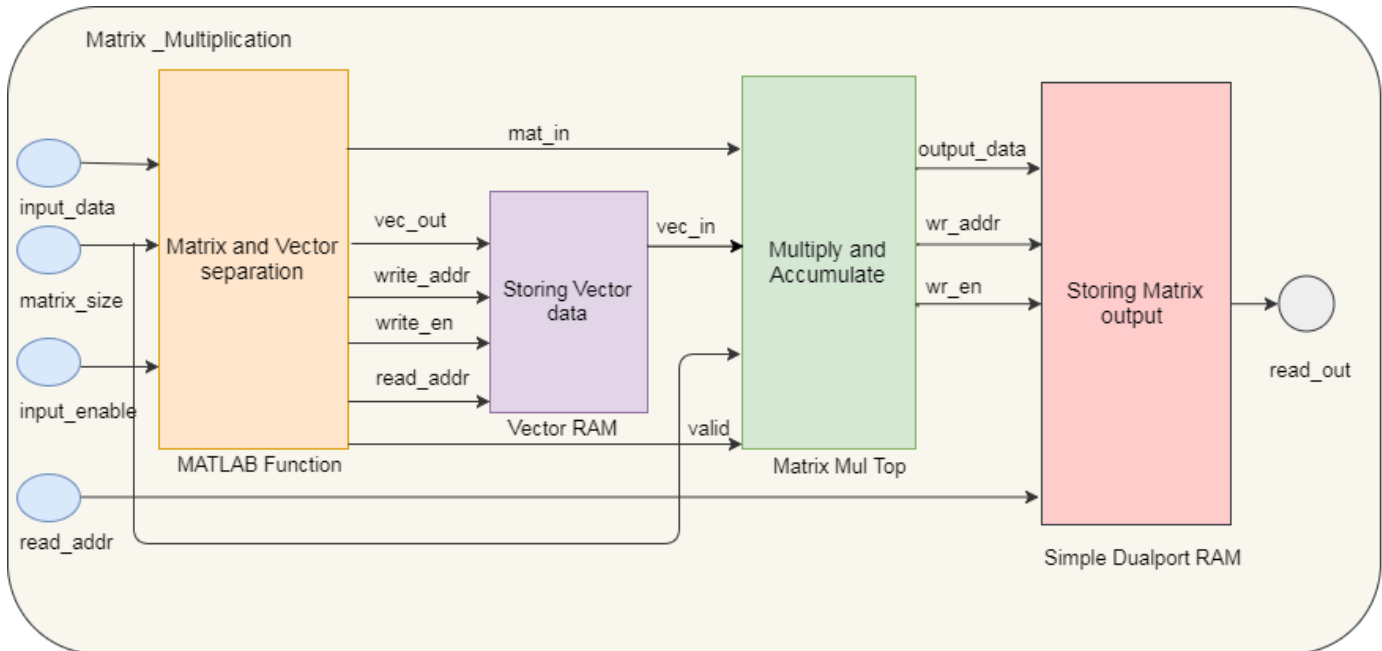 Matrix _Multiplication
input_data
matrix_size
input_enable
read_addr
Matrix and Vector
separation
MATLAB Function
mat_in
vec_out
write_addr
write_en
read_addr
valid
Storing Vector
data
Vector RAM
vec_in
Multiply and
Accumulate
Matrix Mul Top
output_data
wr_addr
wr_en
Storing Matrix
output
Simple Dualport RAM
read_out